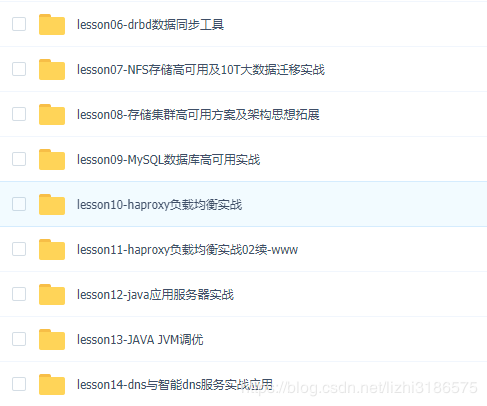 lesson06-drbd数据同步工具
lesson07-NFS存储高可用及10T大数据迁移实战
lesson08-存储集群高可用方案及架构思想拓展
lesson09-MySQL数据库高可用实战
lesson10-haproxy负载均衡实战
lesson11-haproxy负载均衡实战02续-www
lesson12-java应用服务器实战
lesson13-JAVA JVM调优
lesson14-dns与智能dns服务实战应用
https://blog.csdn.net/lizhi3186575